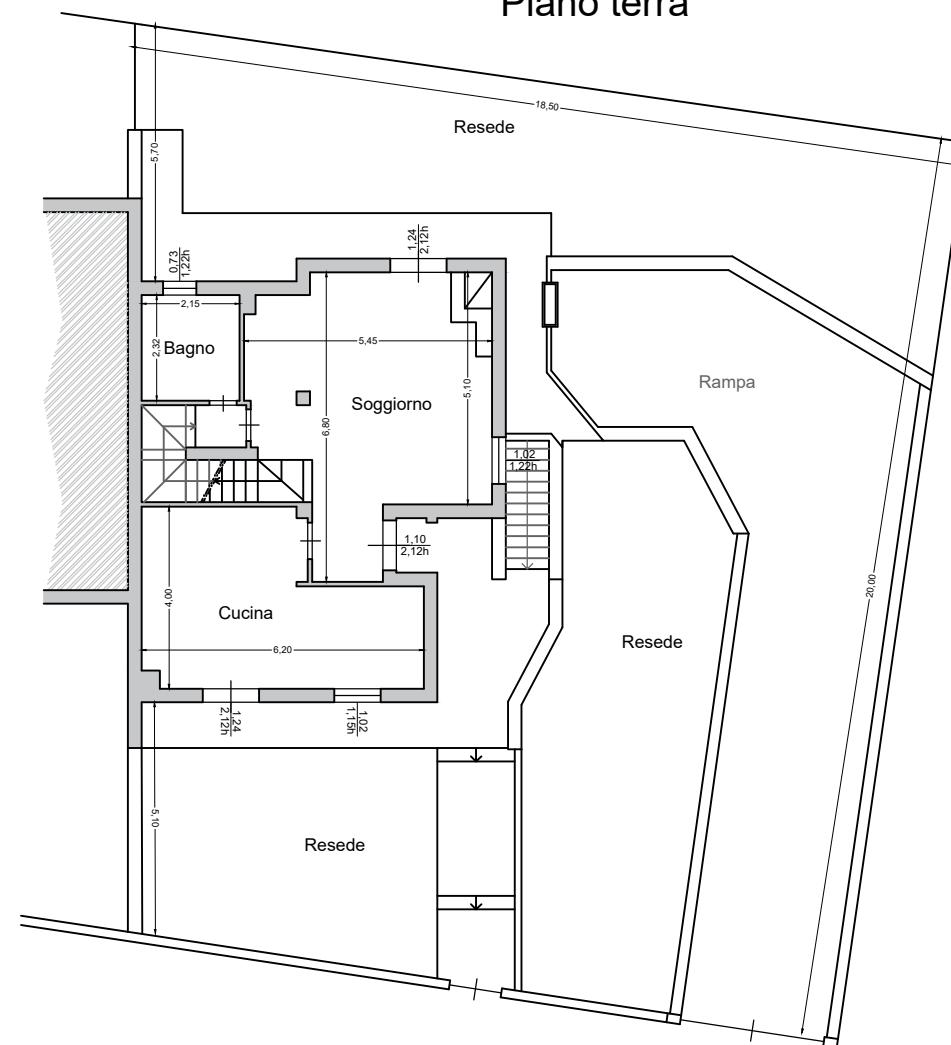 Piano terra
18,50
Resede
5,70
1,24
2,12h
0,73
1,22h
2,15
2,32
Bagno
5,45
Rampa
5,10
Soggiorno
6,80
1,02
1,22h
1,10
2,12h
20,00
4,00
Cucina
6,20
Resede
1,24
2,12h
1,02
1,15h
5,10
Resede